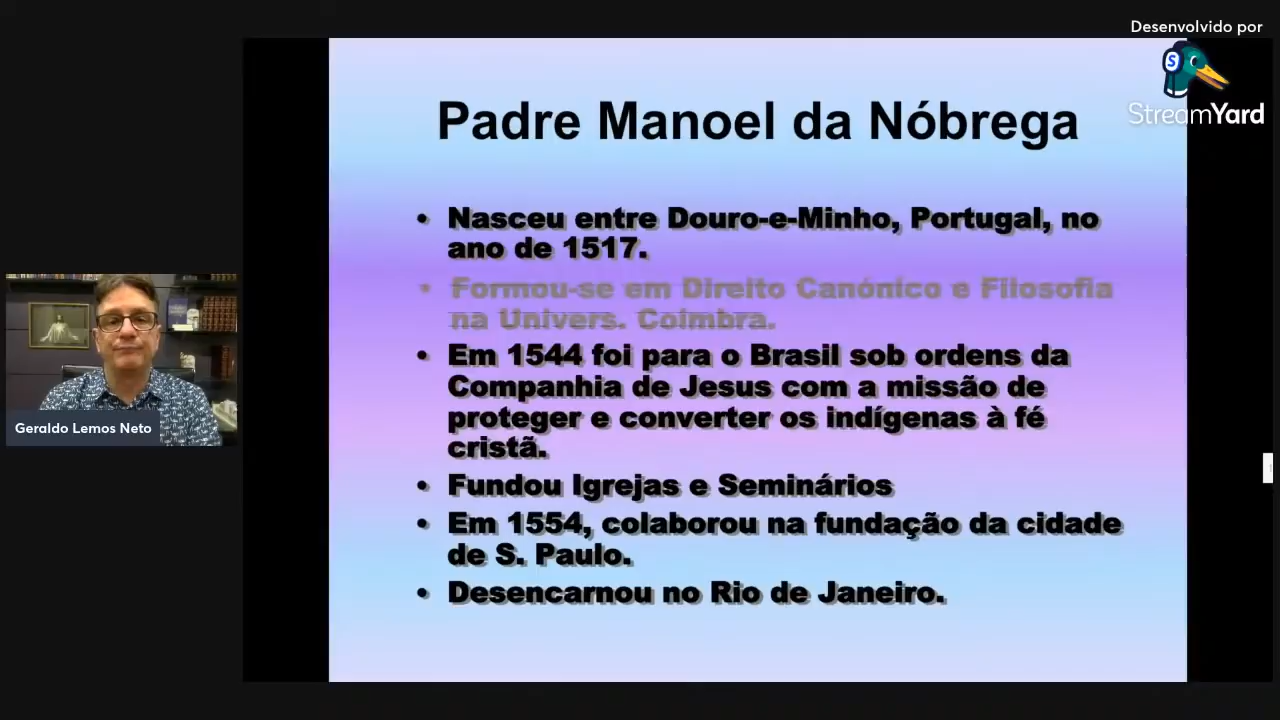 Desenvolvido por
StreamYard
Padre Manoel da Nóbrega
• Nasceu entre Douro-e-Minho, Portugal, no
ano de 1517.
• Formou-se em Direito Canónico e Filosofia
na Univers. Coimbra.
• Em 1544 foi para o Brasil sob ordens da
Companhia de Jesus com a missão de
proteger e converter os indígenas à fé
cristã.
• Fundou Igrejas e Seminários
• Em 1554, colaborou na fundação da cidade
de S. Paulo.
• Desencarnou no Rio de Janeiro.
Geraldo Lemos Neto